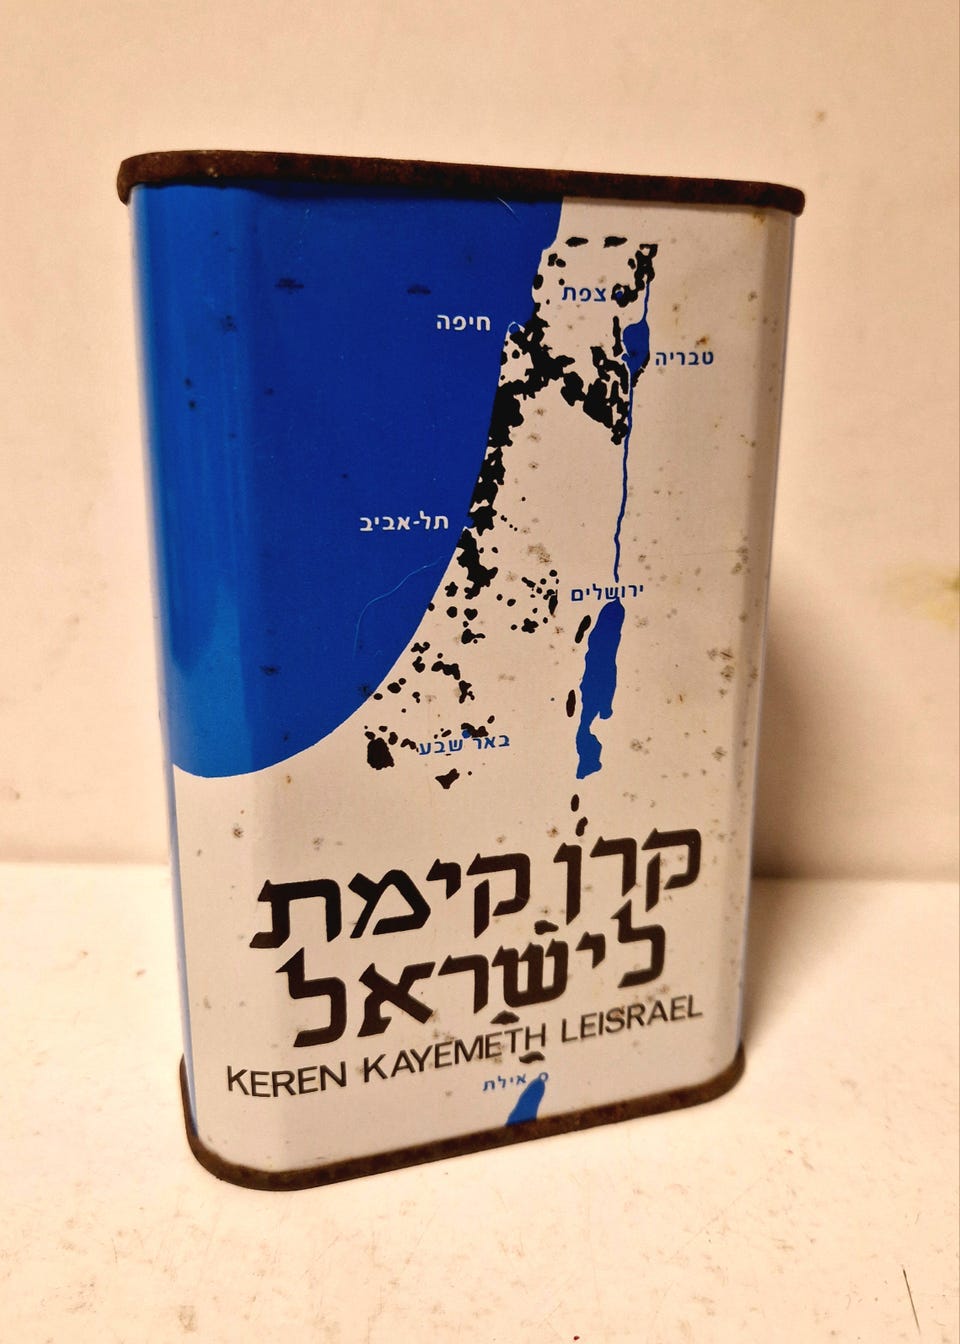 צפת
חיפה
טבריה
תל-אביב
ירושלים
באר שבע
קרן קימת
לישראל
KEREN KAYEMETH LEISRAEL
אילת